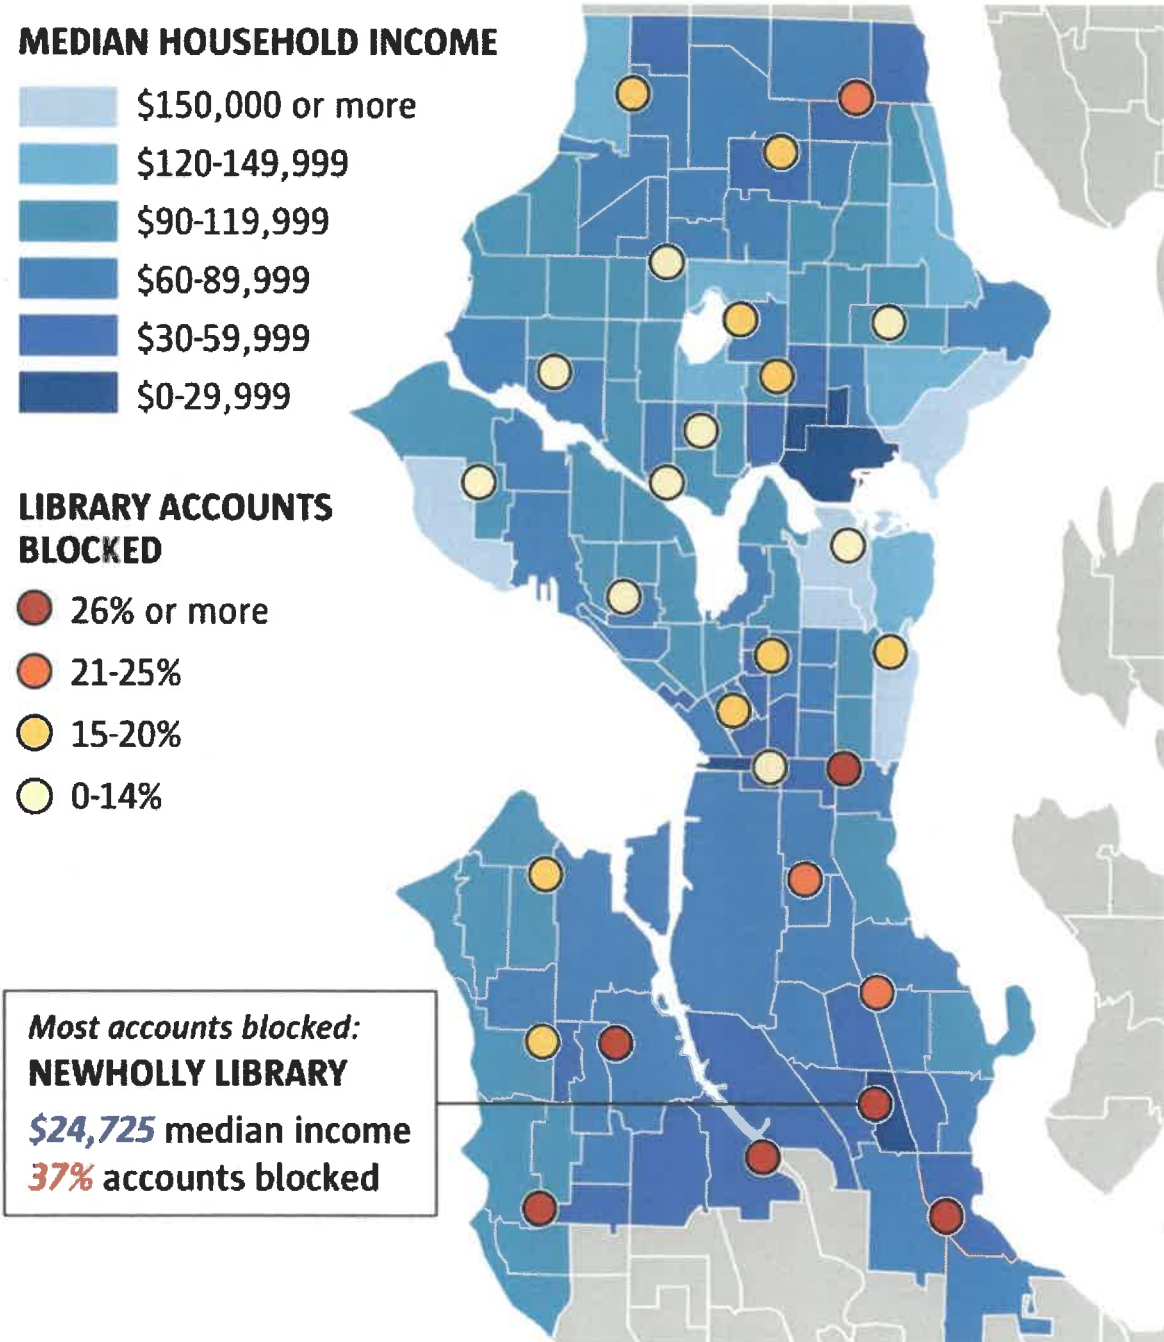 MEDIAN HOUSEHOLD INCOME
$150,000 or more
$120-149,999
$90-119,999
$60-89,999
$30-59,999
$0-29,999
LIBRARY ACCOUNTS
BLOCKED
26% or more
21-25%
15-20%
0-14%
Most accounts blocked:
NEWHOLLY LIBRARY
$24,725 median income
37% accounts blocked